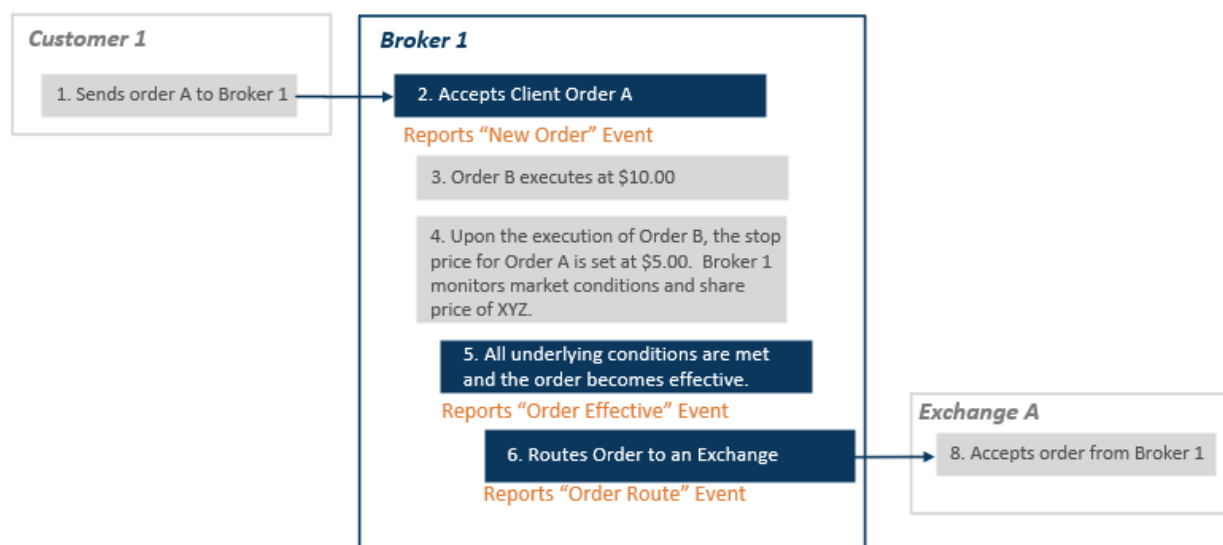 Customer 1
1. Sends order A to Broker 1
Broker 1
2. Accepts Client Order A
Reports “New Order” Event
3. Order B executes at $10.00
4. Upon the execution of Order B, the stop
price for Order A is set at $5.00.  Broker 1
monitors market conditions and share
price of XYZ.
5. All underlying conditions are met
and the order becomes effective.
Reports “Order Effective” Event
6. Routes Order to an Exchange
Reports “Order Route” Event
Exchange A
8. Accepts order from Broker 1